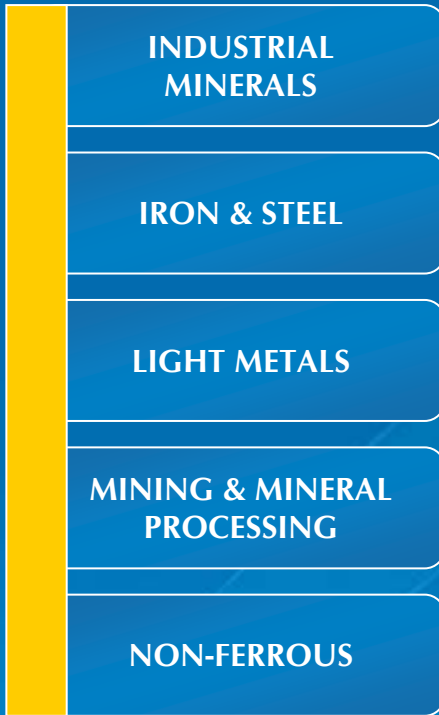 INDUSTRIAL
MINERALS
IRON & STEEL
LIGHT METALS
MINING & MINERAL
PROCESSING
NON-FERROUS